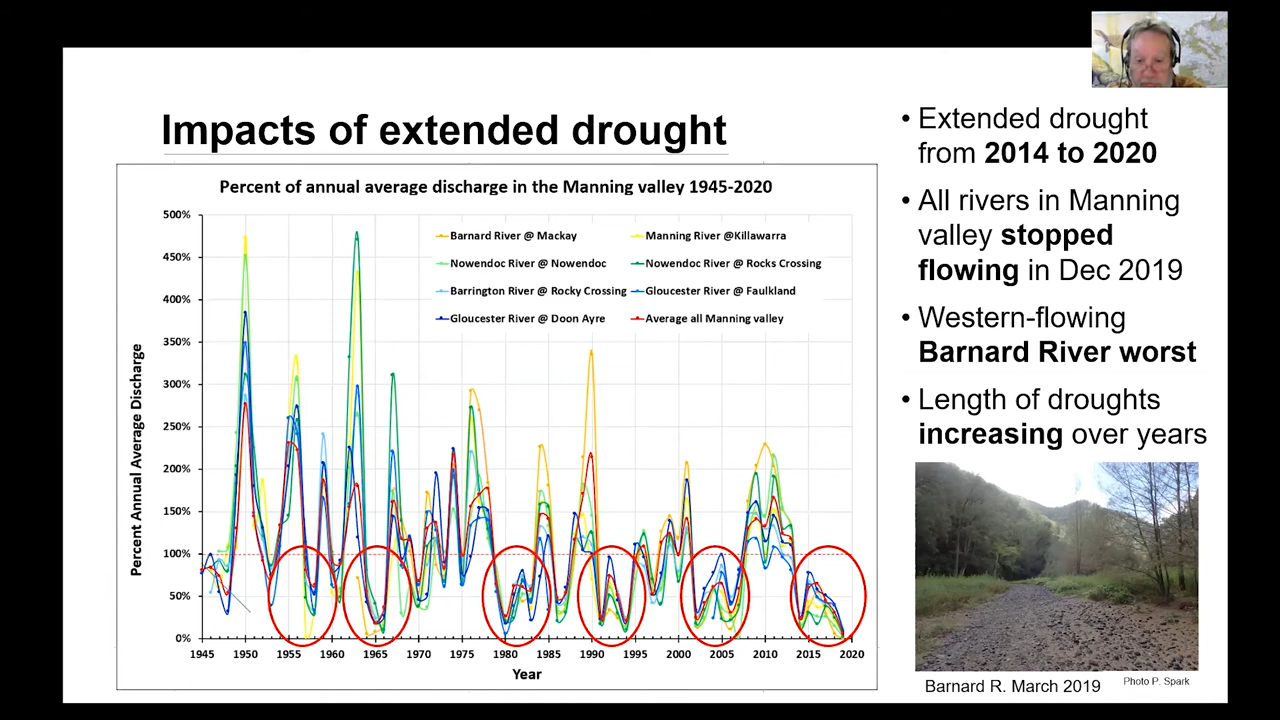 Impacts of extended drought
Percent of annual average discharge in the Manning valley 1945-2020
Percent Annual Average Discharge
500%
450%
400%
350%
300%
250%
200%
150%
100%
50%
0%
Barnard River @ Mackay
Manning River @Killawarra
Nowendoc River @ Nowendoc
Nowendoc River @ Rocks Crossing
Barrington River @ Rocky Crossing
Gloucester River @ Faulkland
Gloucester River @ Doon Ayre
Average all Manning valley
1945 1950 1955 1960 1965 1970 1975 1980 1985 1990 1995 2000 2005 2010 2015 2020
Year
• Extended drought
from 2014 to 2020
• All rivers in Manning
valley stopped
flowing in Dec 2019
• Western-flowing
Barnard River worst
• Length of droughts
increasing over years
Barnard R. March 2019
Photo P. Spark